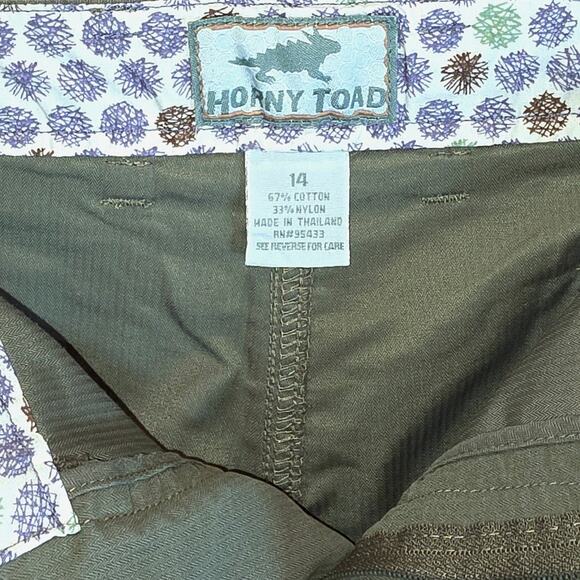 HORNY TOAD
14
67% COTTON
33% NYLON
MADE IN THAILAND
RN#95433
SEE REVERSE FOR CARE